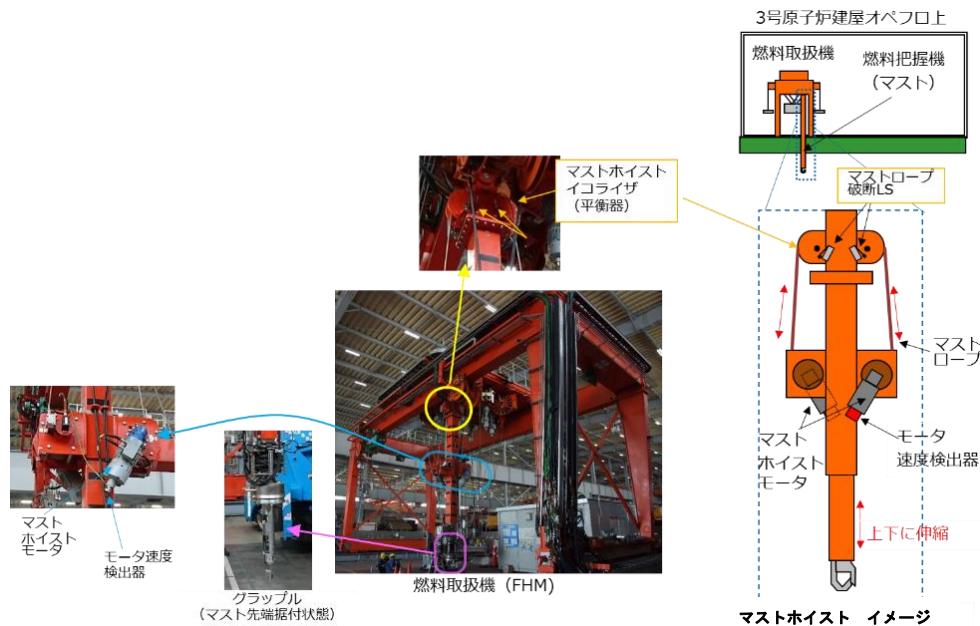 3号原子炉建屋オペフロ上
燃料取扱機
燃料把握機
(マスト)
マストロープ
破断LS
マストホイスト
イコライザ
(平衡器)
マスト
ロープ
マスト
ホイスト
モータ
モータ
速度検出器
上下に伸縮
マストホイスト イメージ
マスト
ホイスト
モータ
モータ速度
検出器
グラップル
(マスト先端据付状態)
燃料取扱機(FHM)